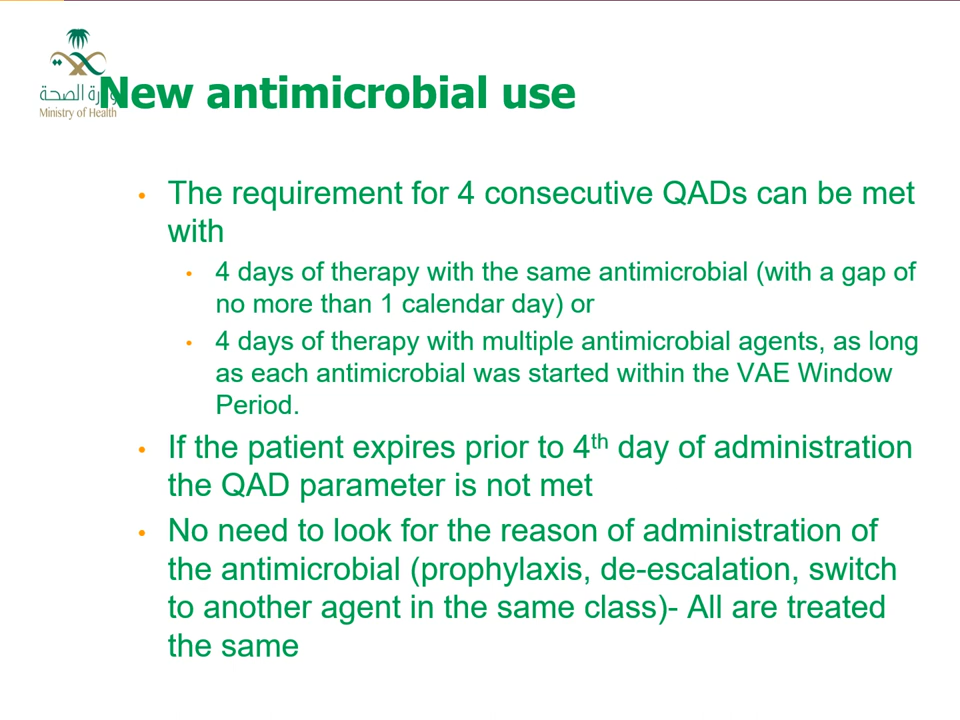 وزارة الصحة
Ministry of Health
New antimicrobial use
• The requirement for 4 consecutive QADs can be met
with
• 4 days of therapy with the same antimicrobial (with a gap of
no more than 1 calendar day) or
• 4 days of therapy with multiple antimicrobial agents, as long
as each antimicrobial was started within the VAE Window
Period.
• If the patient expires prior to 4th day of administration
the QAD parameter is not met
• No need to look for the reason of administration of
the antimicrobial (prophylaxis, de-escalation, switch
to another agent in the same class)- All are treated
the same